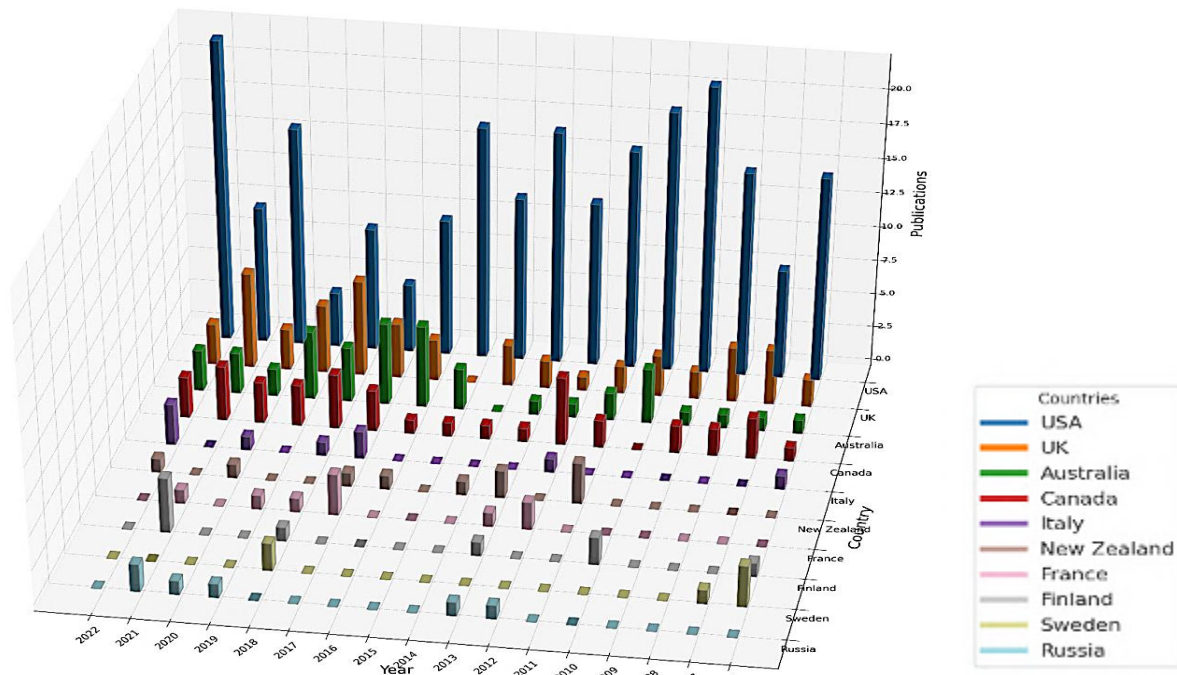 20.0
17.5
15.0
12.5
10.0
7.5
5.0
2.5
0.0
Publications
USA
UK
Australia
Canada
Italy
New Zealand
France
Finland
Sweden
Russia
Country
2022
2021
2020
2019
2018
2017
2016
2015
2014
2013
2012
2011
2010
2009
Year
Countries
USA
UK
Australia
Canada
Italy
New Zealand
France
Finland
Sweden
Russia